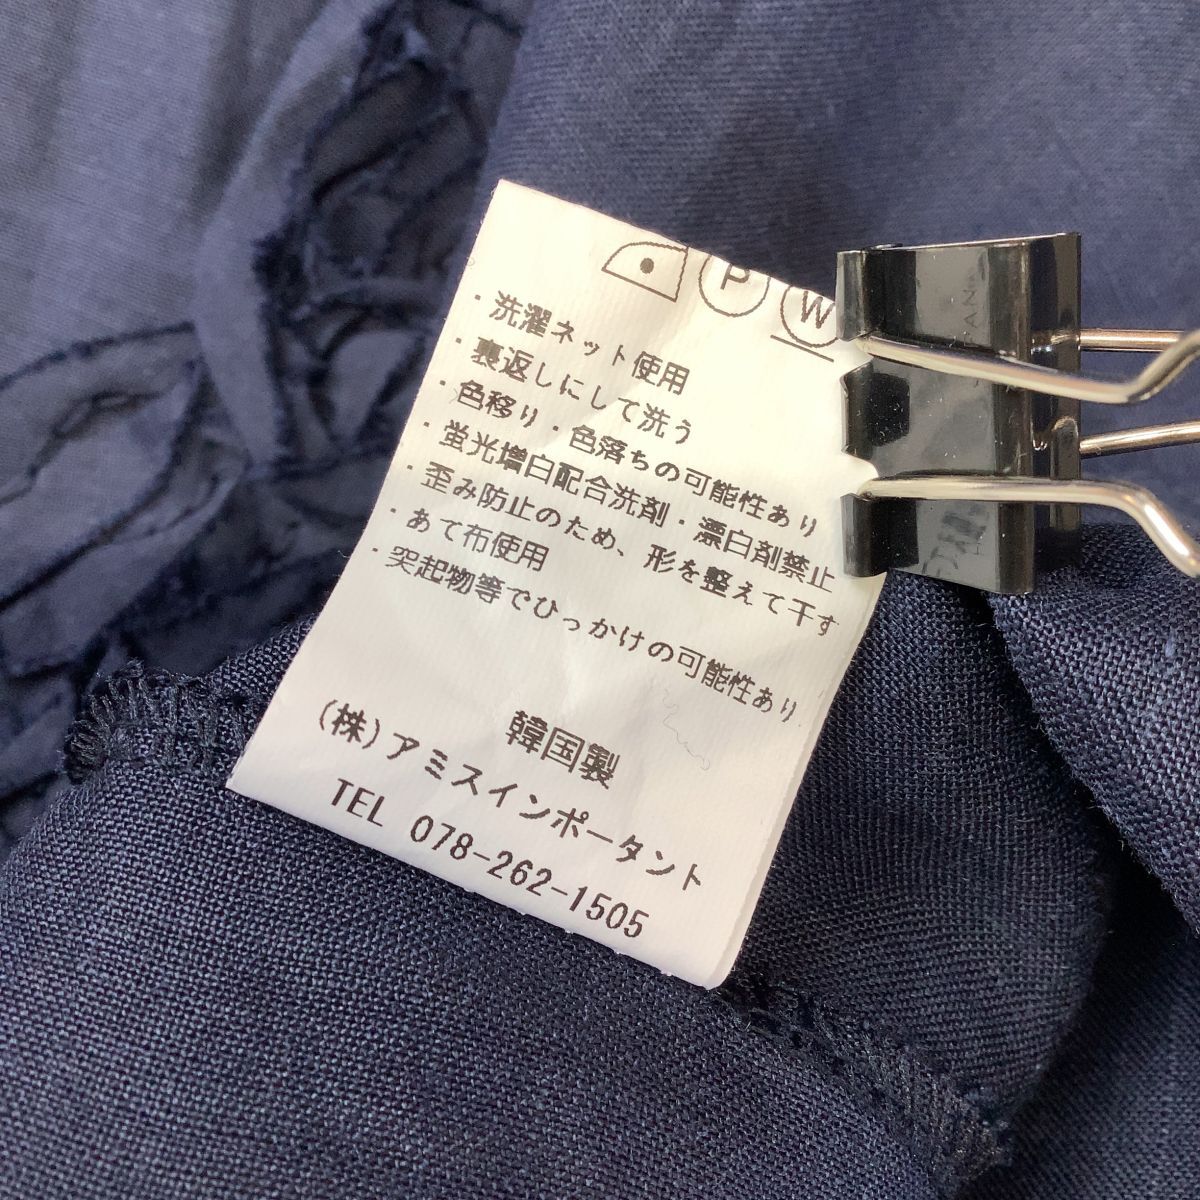 P W
・洗濯ネット使用
・裏返しにして洗う
・色移り・色落ちの可能性あり
・蛍光増白配合洗剤・漂白剤禁止
・歪み防止のため、形を整えて干す
・あて布使用
・突起物等でひっかけの可能性あり
韓国製
(株)アミスインポータント
TEL 078-262-1505